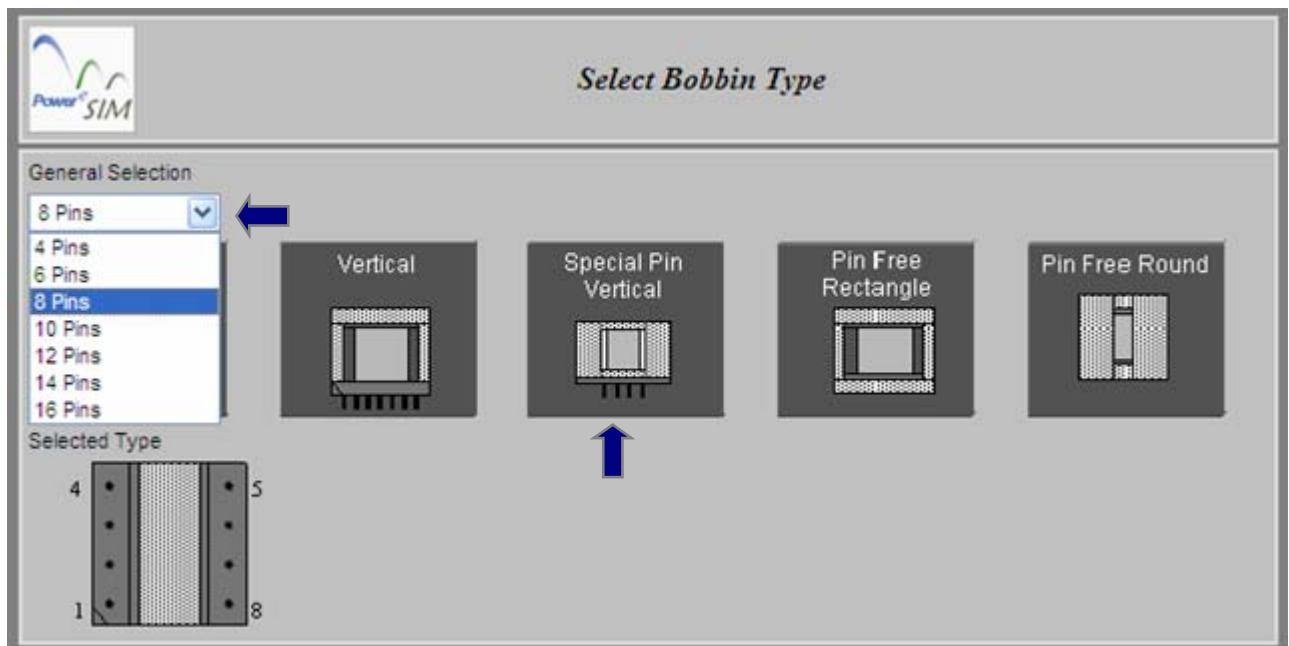 Power SIM
Select Bobbin Type
General Selection
8 Pins
4 Pins
6 Pins
8 Pins
10 Pins
12 Pins
14 Pins
16 Pins
Vertical
Special Pin
Vertical
Pin Free
Rectangle
Pin Free Round
Selected Type
4
5
1
8